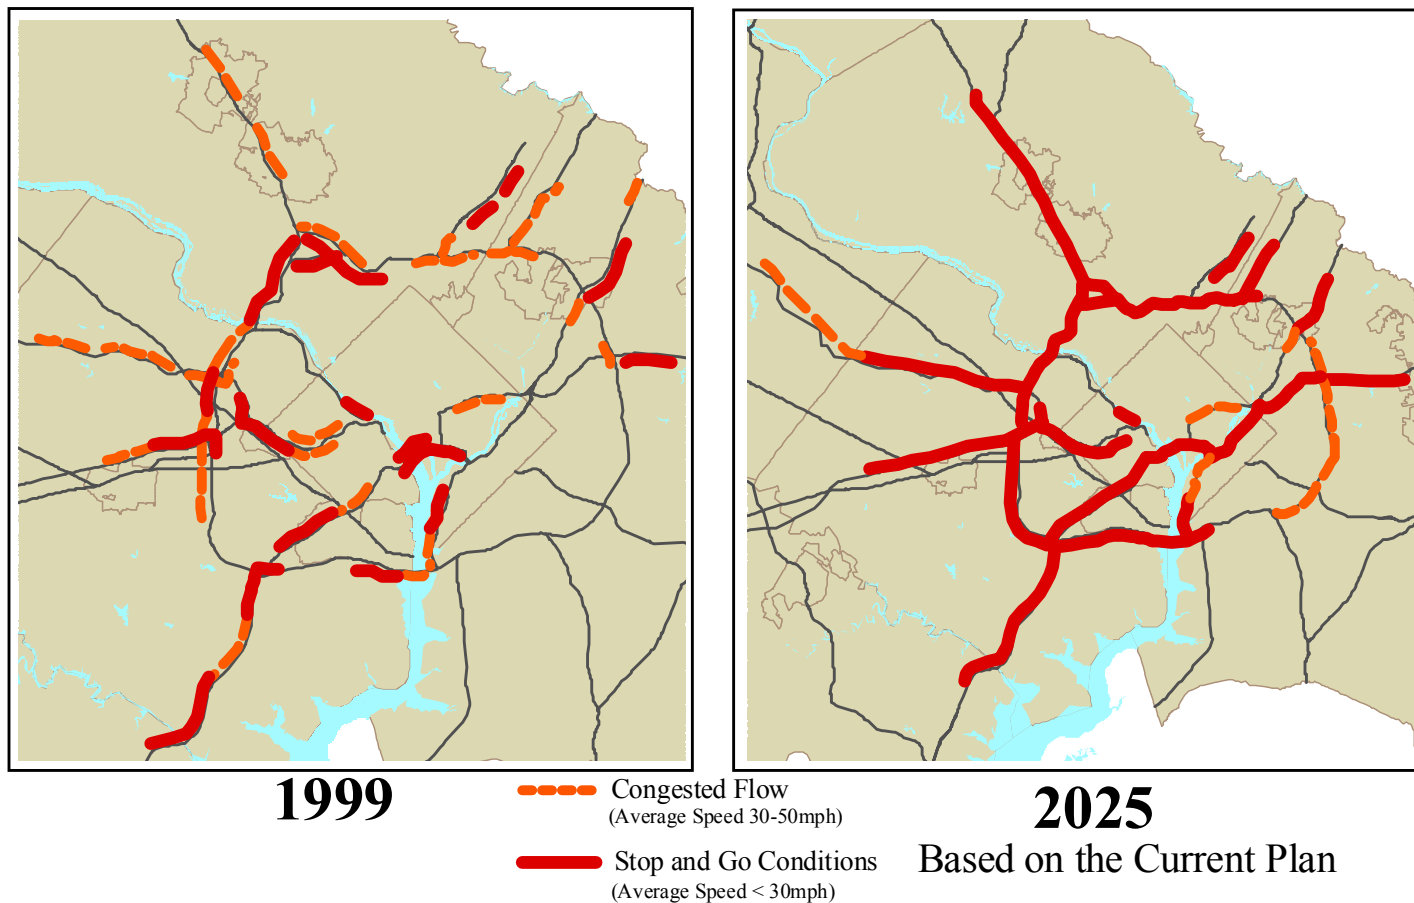 1999
Congested Flow
(Average Speed 30-50mph)
Stop and Go Conditions
(Average Speed < 30mph)
2025
Based on the Current Plan